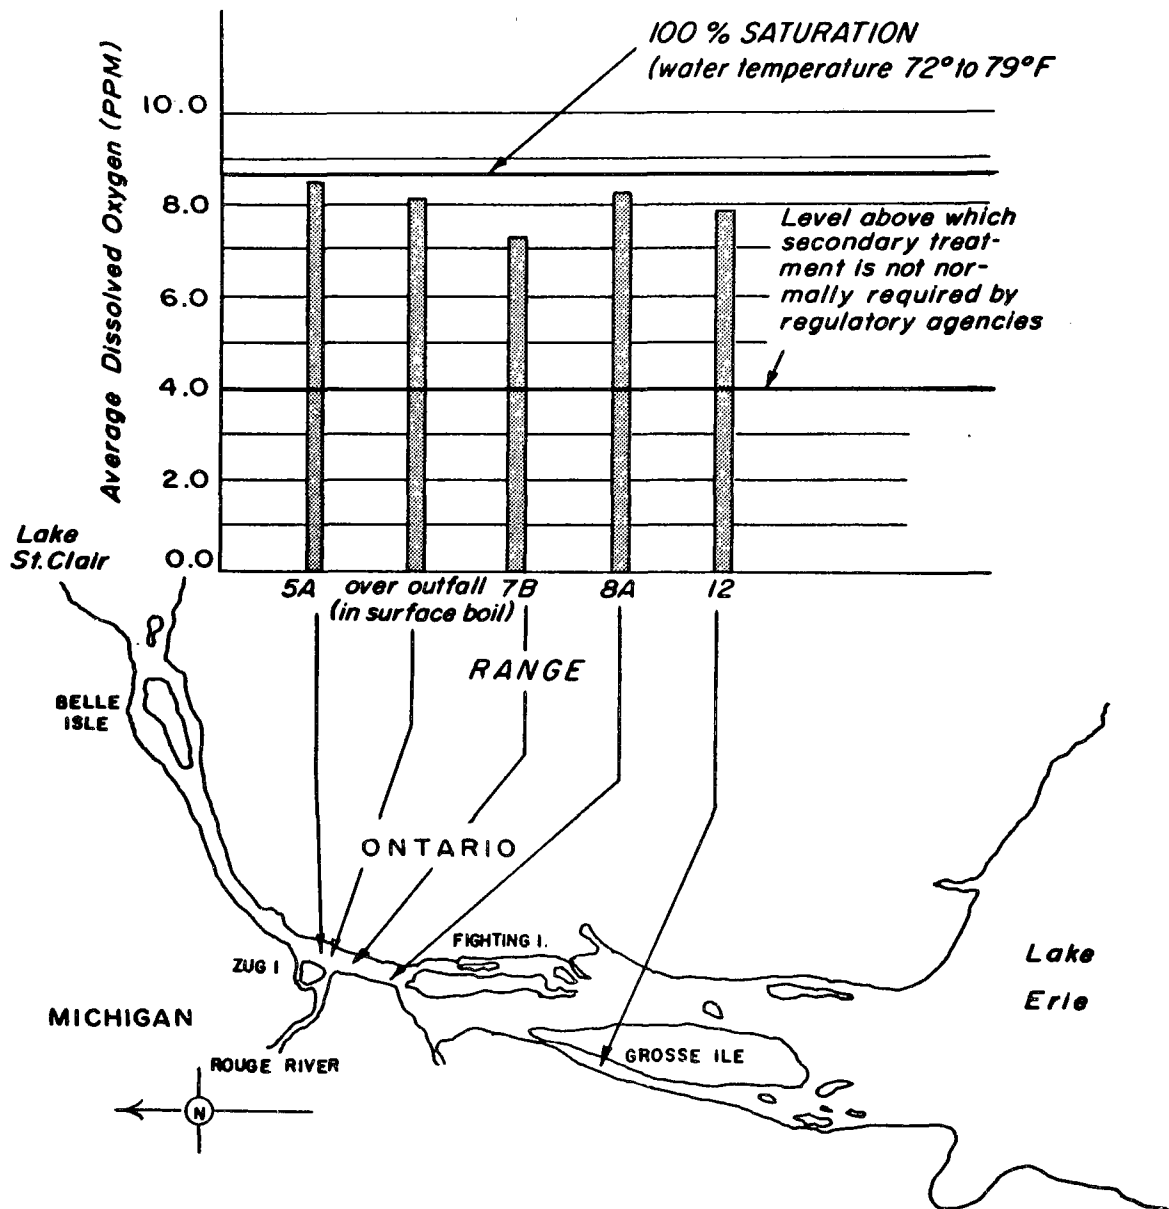 100 % SATURATION
(water temperature 72° to 79°F
Average Dissolved Oxygen (PPM)
10.0
8.0
6.0
4.0
2.0
0.0
Level above which
secondary treat-
ment is not nor-
mally required by
regulatory agencies
5A over outfall 7B 8A 12
(in surface boil)
RANGE
Lake
St. Clair
BELLE
ISLE
ONTARIO
ZUG I
FIGHTING I.
MICHIGAN
ROUGE RIVER
GROSSE ILE
Lake
Erie
N